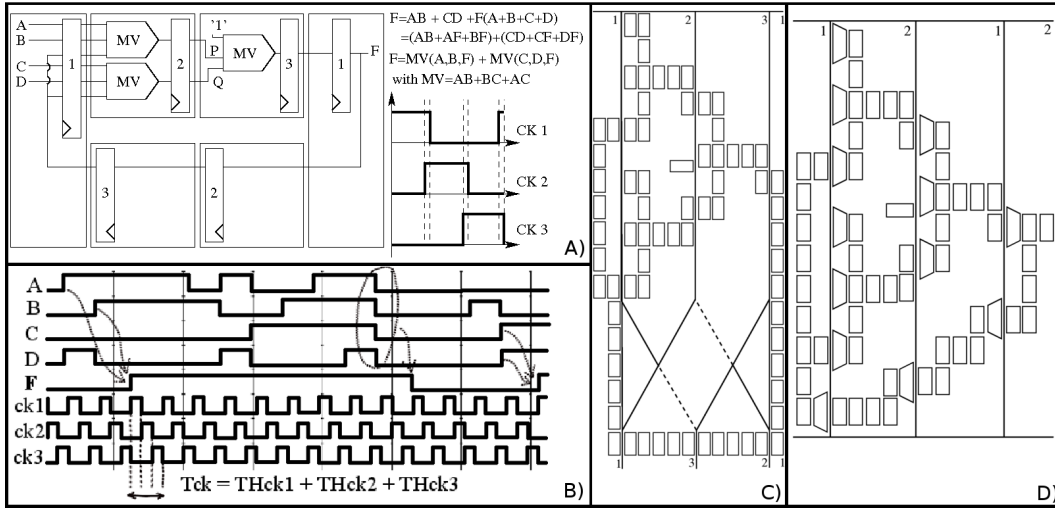 A
B
C
D
MV
MV
1
2
'1'
P
Q
MV
3
1
F
3
2
F=AB + CD +F(A+B+C+D)
=(AB+AF+BF)+(CD+CF+DF)
F=MV(A,B,F) + MV(C,D,F)
with MV=AB+BC+AC
CK 1
CK 2
CK 3
A)
A
B
C
D
F
ck1
ck2
ck3
Tck = THck1 + THck2 + THck3
B)
1
2
3
1
1
3
2
1
C)
1
2
1
2
D)